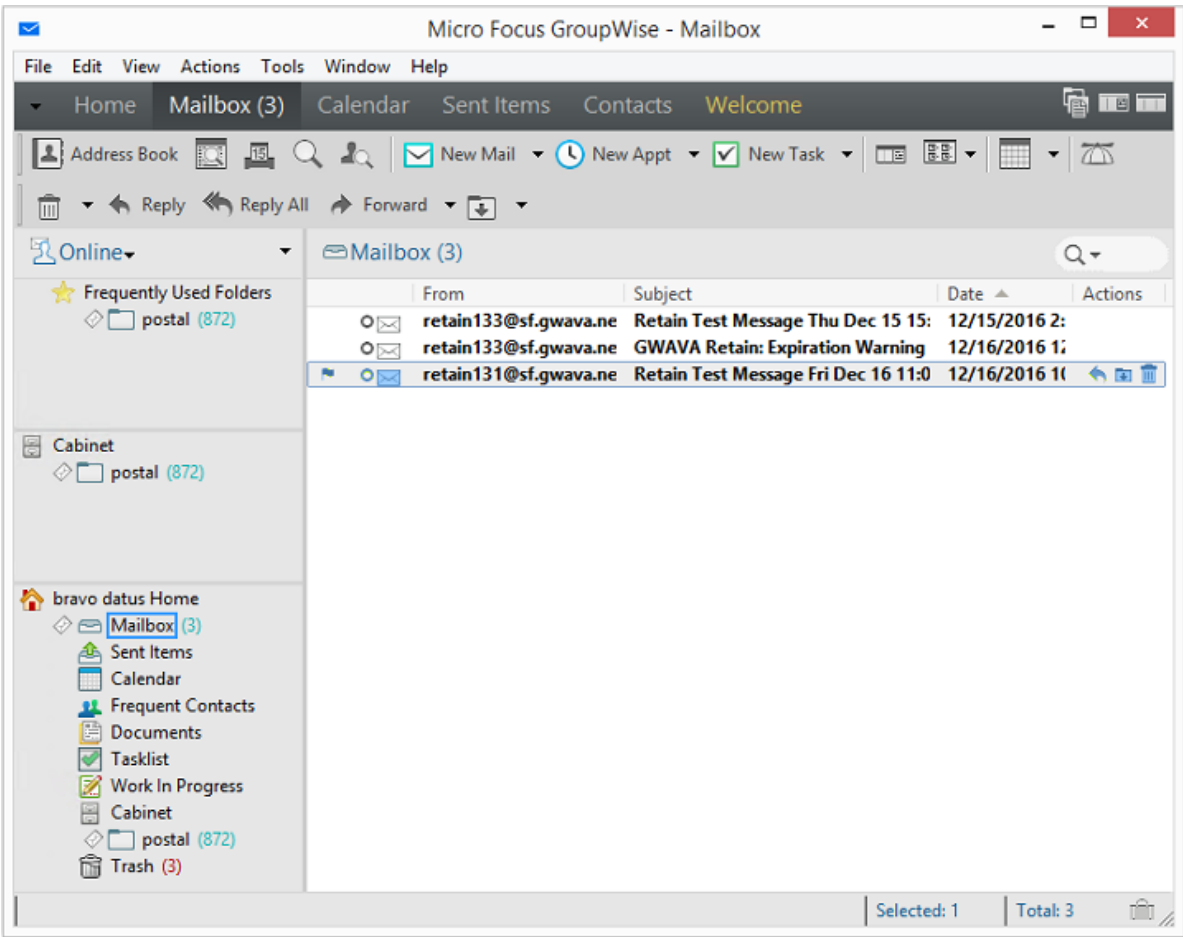 Micro Focus GroupWise - Mailbox
File Edit View Actions Tools Window Help
Home Mailbox (3) Calendar Sent Items Contacts Welcome
Address Book 15 New Mail New Appt New Task
Reply Reply All Forward
Online Mailbox (3)
Frequently Used Folders
postal (872)
From Subject Date Actions
retain133@sf.gwava.ne Retain Test Message Thu Dec 15 15: 12/15/2016 2:
retain133@sf.gwava.ne GWAVA Retain: Expiration Warning 12/16/2016 12
retain131@sf.gwava.ne Retain Test Message Fri Dec 16 11:0 12/16/2016 10
Cabinet
postal (872)
bravo datus Home
Mailbox (3)
Sent Items
Calendar
Frequent Contacts
Documents
Tasklist
Work In Progress
Cabinet
postal (872)
Trash (3)
Selected: 1 Total: 3